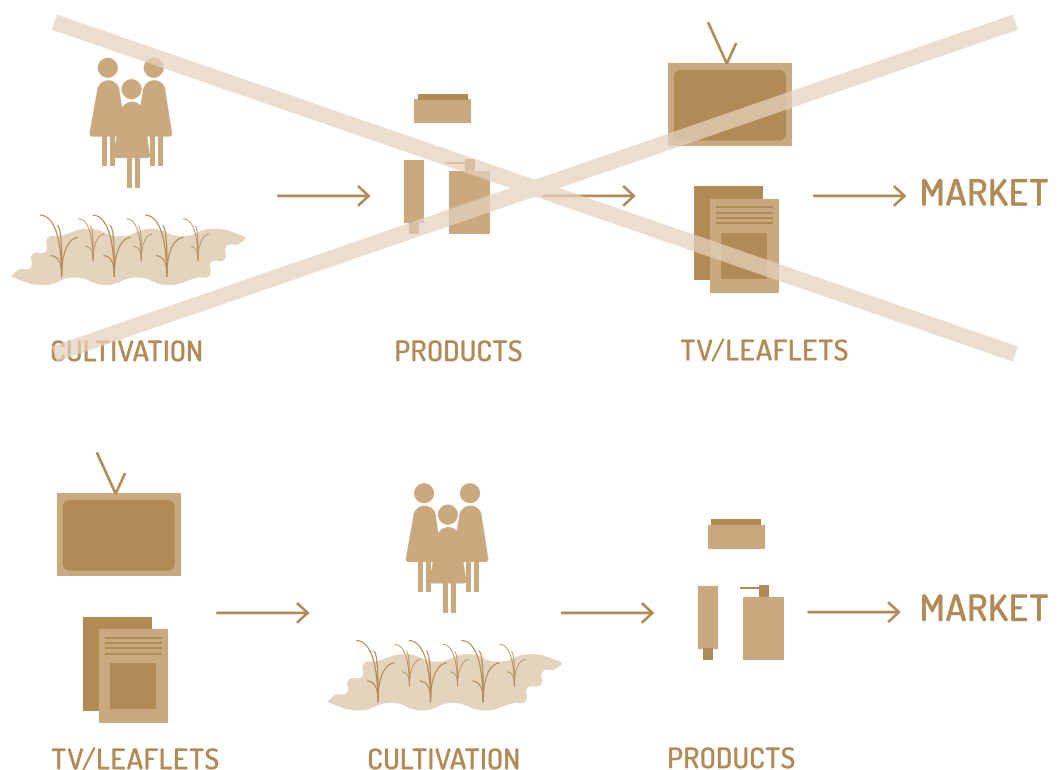 MARKET
CULTIVATION
PRODUCTS
TV/LEAFLETS
MARKET
TV/LEAFLETS
CULTIVATION
PRODUCTS